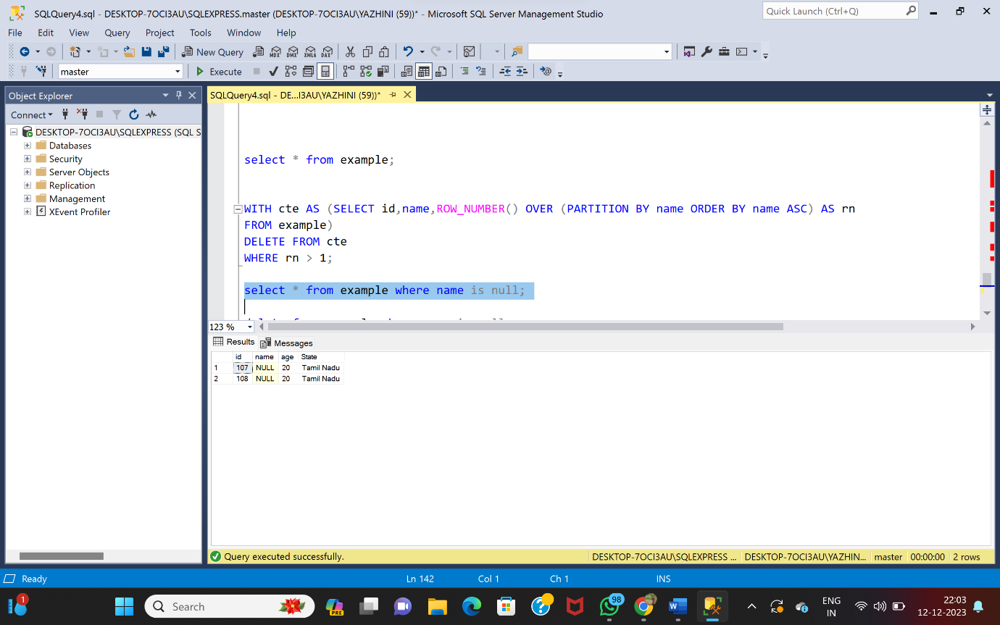 SQLQuery4.sql - DESKTOP-7OCI3AU\SQLEXPRESS.master (DESKTOP-7OCI3AU\YAZHINI (59))* - Microsoft SQL Server Management Studio
Quick Launch (Ctrl+Q)
File Edit View Query Project Tools Window Help
New Query MDX DMX XMLA DAX
master Execute
Object Explorer
SQLQuery4.sql - DE...I3AU\YAZHINI (59))*
Connect
DESKTOP-7OCI3AU\SQLEXPRESS (SQL S
Databases
Security
Server Objects
Replication
Management
XEvent Profiler
select * from example;
WITH cte AS (SELECT id,name,ROW_NUMBER() OVER (PARTITION BY name ORDER BY name ASC) AS rn
FROM example)
DELETE FROM cte
WHERE rn > 1;
select * from example where name is null;
123 %
Results Messages
id name age State
1 107 NULL 20 Tamil Nadu
2 108 NULL 20 Tamil Nadu
Query executed successfully. DESKTOP-7OCI3AU\SQLEXPRESS ... DESKTOP-7OCI3AU\YAZHIN... master 00:00:00 2 rows
Ready Ln 142 Col 1 Ch 1 INS
1 Search PRE 98 W ENG IN 22:03 12-12-2023